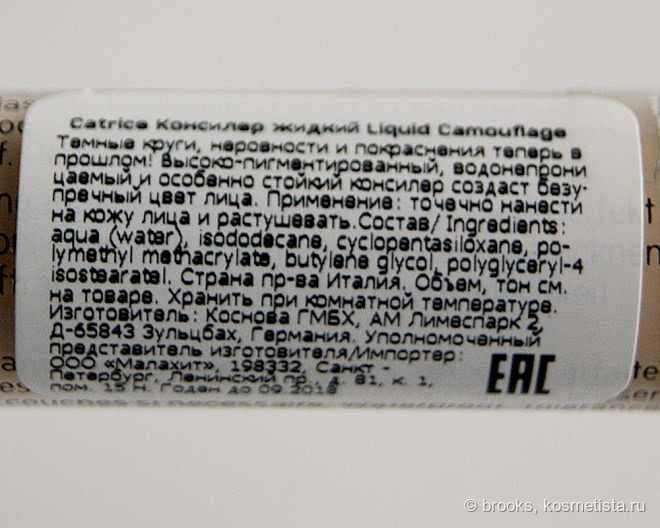 Catrice Консилер жидкий Liquid Camouflage
Темные круги, неровности и покраснения теперь в
прошлом! Высоко-пигментированный, водонепрони
цаемый и особенно стойкий консилер создаст безу-
пречный цвет лица. Применение: точечно нанести
на кожу лица и растушевать.Состав/ Ingredients:
aqua (water), isododecane, cyclopentasiloxane, po-
lymethyl methacrylate, butylene glycol, polyglyceryl-4
isostearatel. Страна пр-ва Италия. Объем, тон см.
на товаре. Хранить при комнатной температуре.
Изготовитель: Коснова ГМБХ, АМ Лимеспарк 2,
Д-65843 Зульцбах, Германия. Уполномоченный
представитель изготовителя/Импортер:
ООО «Малахит», 198332, Санкт -
Петербург, Ленинский пр., д. 81, к. 1,
пом. 15 Н. Годен до 09.2018
EAC
© brooks, kosmetista.ru